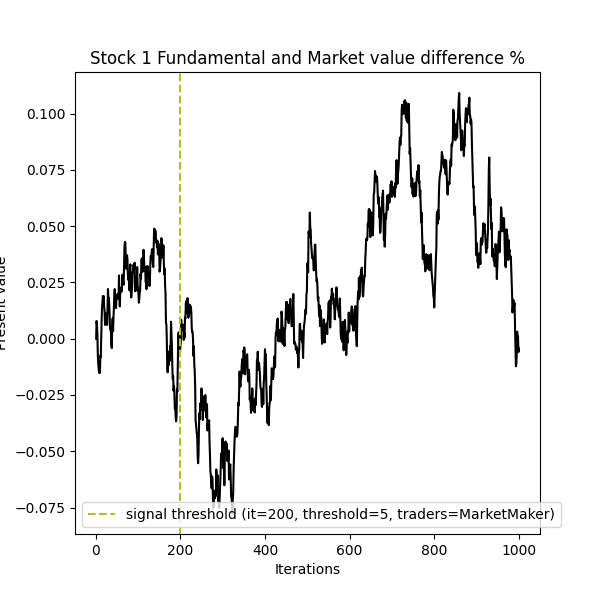 Stock 1 Fundamental and Market value difference %
0.100
0.075
0.050
0.025
0.000
−0.025
−0.050
−0.075
signal threshold (it=200, threshold=5, traders=MarketMaker)
0 200 400 600 800 1000
Iterations